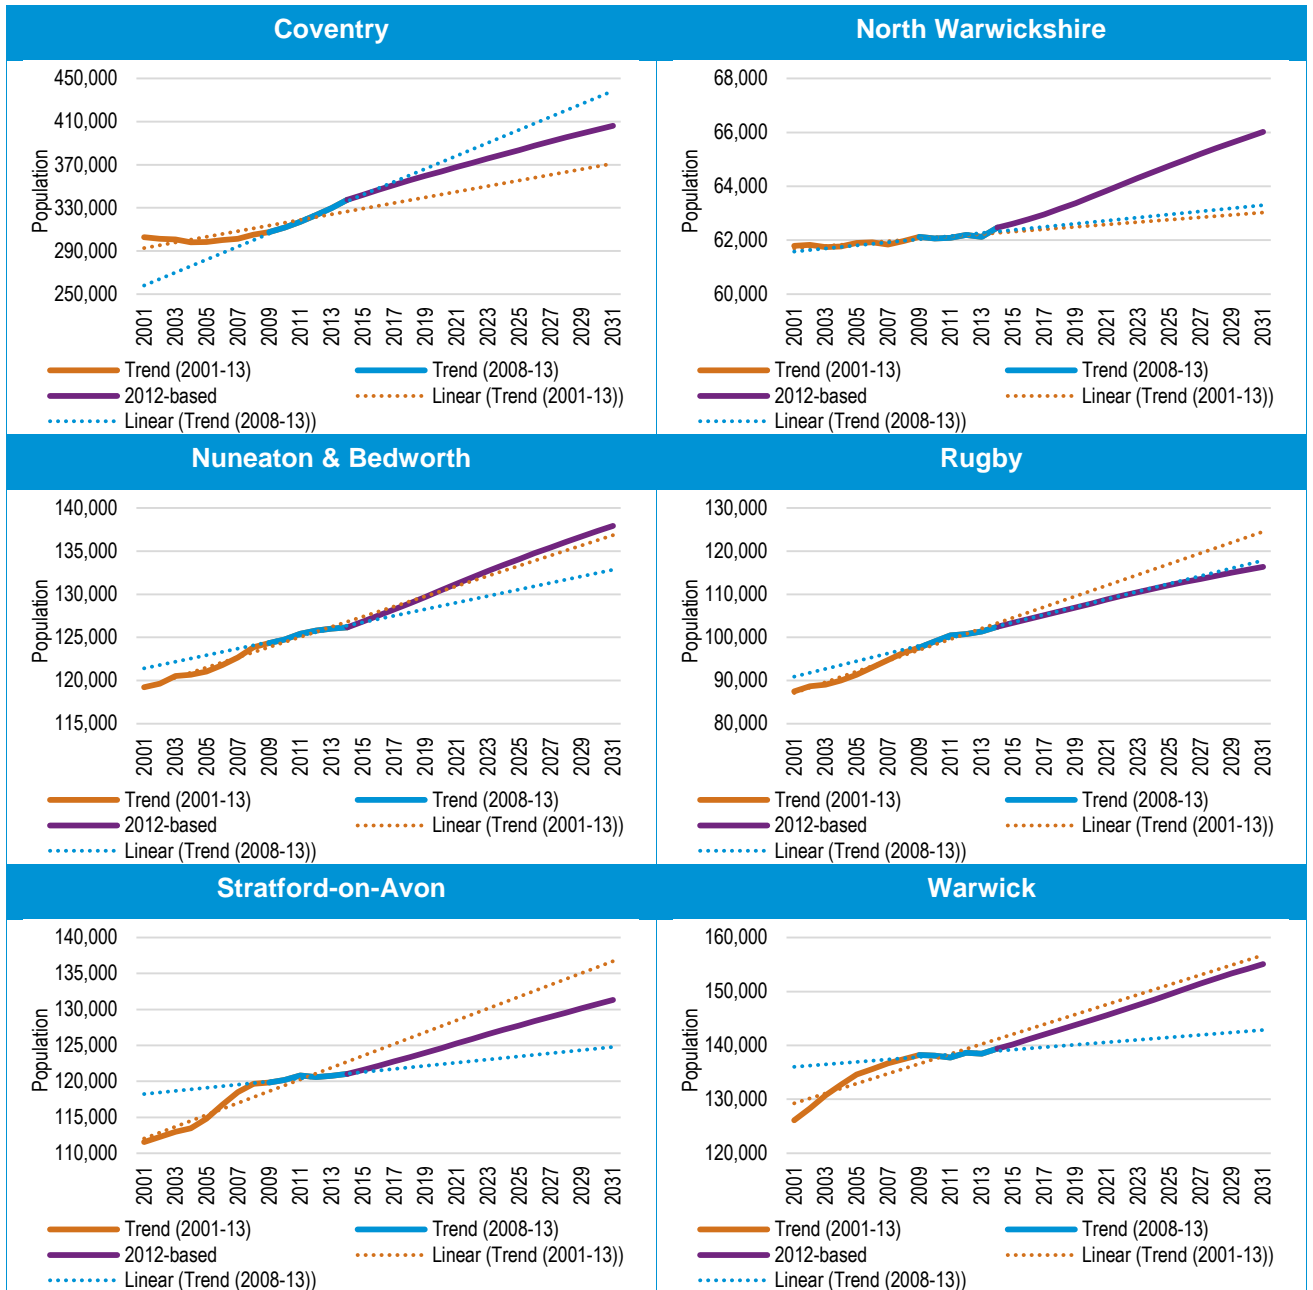 Coventry
North Warwickshire
Population
450,000
410,000
370,000
330,000
290,000
250,000
2001 2003 2005 2007 2009 2011 2013 2015 2017 2019 2021 2023 2025 2027 2029 2031
Trend (2001-13) Trend (2008-13)
2012-based Linear (Trend (2001-13))
Linear (Trend (2008-13))
Population
68,000
66,000
64,000
62,000
60,000
2001 2003 2005 2007 2009 2011 2013 2015 2017 2019 2021 2023 2025 2027 2029 2031
Trend (2001-13) Trend (2008-13)
2012-based Linear (Trend (2001-13))
Linear (Trend (2008-13))
Nuneaton & Bedworth
Rugby
Population
140,000
135,000
130,000
125,000
120,000
115,000
2001 2003 2005 2007 2009 2011 2013 2015 2017 2019 2021 2023 2025 2027 2029 2031
Trend (2001-13) Trend (2008-13)
2012-based Linear (Trend (2001-13))
Linear (Trend (2008-13))
Population
130,000
120,000
110,000
100,000
90,000
80,000
2001 2003 2005 2007 2009 2011 2013 2015 2017 2019 2021 2023 2025 2027 2029 2031
Trend (2001-13) Trend (2008-13)
2012-based Linear (Trend (2001-13))
Linear (Trend (2008-13))
Stratford-on-Avon
Warwick
Population
140,000
135,000
130,000
125,000
120,000
115,000
110,000
2001 2003 2005 2007 2009 2011 2013 2015 2017 2019 2021 2023 2025 2027 2029 2031
Trend (2001-13) Trend (2008-13)
2012-based Linear (Trend (2001-13))
Linear (Trend (2008-13))
Population
160,000
150,000
140,000
130,000
120,000
2001 2003 2005 2007 2009 2011 2013 2015 2017 2019 2021 2023 2025 2027 2029 2031
Trend (2001-13) Trend (2008-13)
2012-based Linear (Trend (2001-13))
Linear (Trend (2008-13))